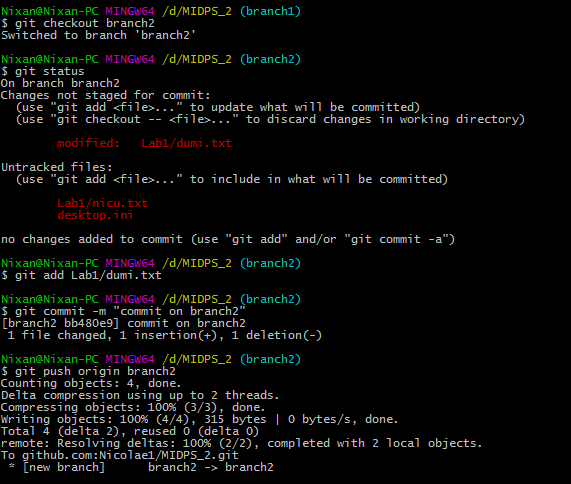 Nixan@Nixan-PC MINGW64 /d/MIDPS_2 (branch1)
$ git checkout branch2
Switched to branch 'branch2'

Nixan@Nixan-PC MINGW64 /d/MIDPS_2 (branch2)
$ git status
On branch branch2
Changes not staged for commit:
  (use "git add <file>..." to update what will be committed)
  (use "git checkout -- <file>..." to discard changes in working directory)

        modified:   Lab1/dumi.txt

Untracked files:
  (use "git add <file>..." to include in what will be committed)

        Lab1/nicu.txt
        desktop.ini

no changes added to commit (use "git add" and/or "git commit -a")

Nixan@Nixan-PC MINGW64 /d/MIDPS_2 (branch2)
$ git add Lab1/dumi.txt

Nixan@Nixan-PC MINGW64 /d/MIDPS_2 (branch2)
$ git commit -m "commit on branch2"
[branch2 bb480e9] commit on branch2
 1 file changed, 1 insertion(+), 1 deletion(-)

Nixan@Nixan-PC MINGW64 /d/MIDPS_2 (branch2)
$ git push origin branch2
Counting objects: 4, done.
Delta compression using up to 2 threads.
Compressing objects: 100% (3/3), done.
Writing objects: 100% (4/4), 315 bytes | 0 bytes/s, done.
Total 4 (delta 2), reused 0 (delta 0)
remote: Resolving deltas: 100% (2/2), completed with 2 local objects.
To github.com:Nicolae1/MIDPS_2.git
 * [new branch]      branch2 -> branch2